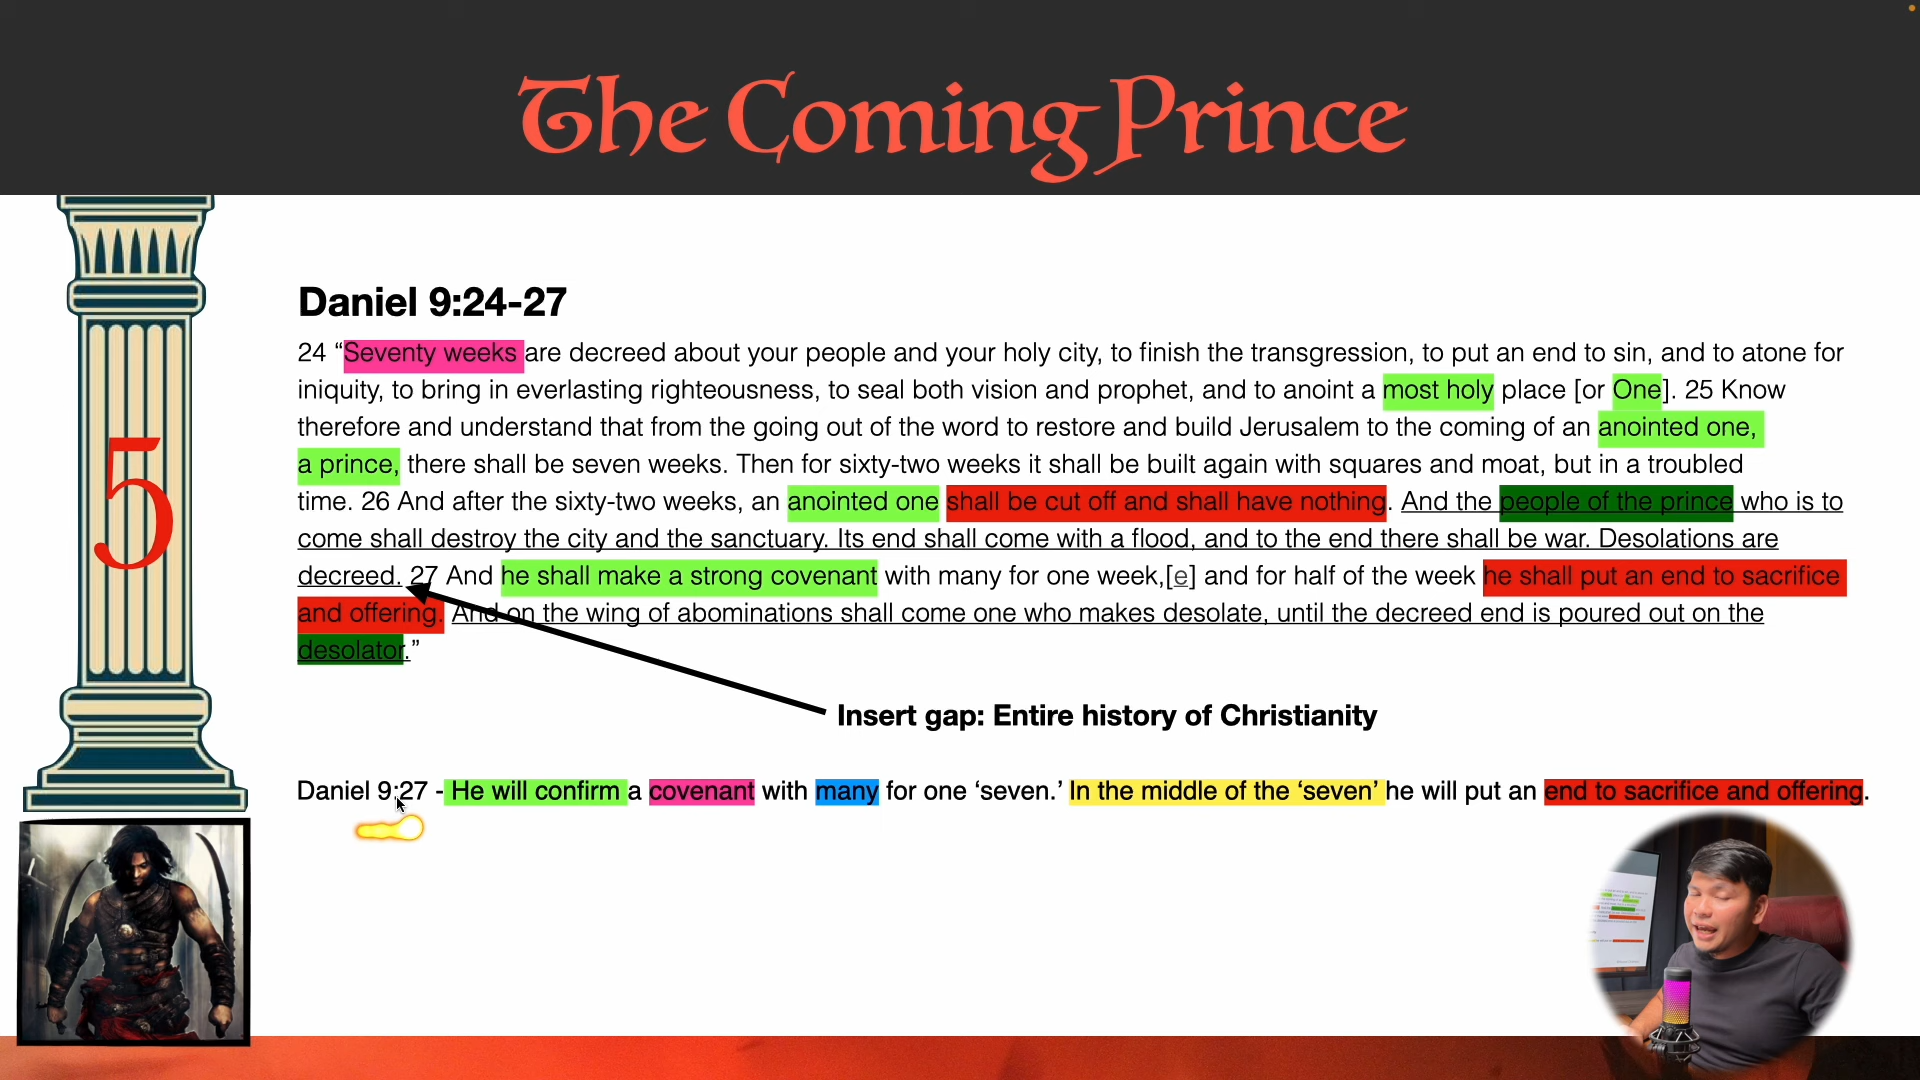 The Coming Prince
5
Daniel 9:24-27
24 “Seventy weeks are decreed about your people and your holy city, to finish the transgression, to put an end to sin, and to atone for
iniquity, to bring in everlasting righteousness, to seal both vision and prophet, and to anoint a most holy place [or One]. 25 Know
therefore and understand that from the going out of the word to restore and build Jerusalem to the coming of an anointed one,
a prince, there shall be seven weeks. Then for sixty-two weeks it shall be built again with squares and moat, but in a troubled
time. 26 And after the sixty-two weeks, an anointed one shall be cut off and shall have nothing. And the people of the prince who is to
come shall destroy the city and the sanctuary. Its end shall come with a flood, and to the end there shall be war. Desolations are
decreed. 27 And he shall make a strong covenant with many for one week,[e] and for half of the week he shall put an end to sacrifice
and offering. And on the wing of abominations shall come one who makes desolate, until the decreed end is poured out on the
desolator.”
Insert gap: Entire history of Christianity
Daniel 9:27 - He will confirm a covenant with many for one ‘seven.’ In the middle of the ‘seven’ he will put an end to sacrifice and offering.